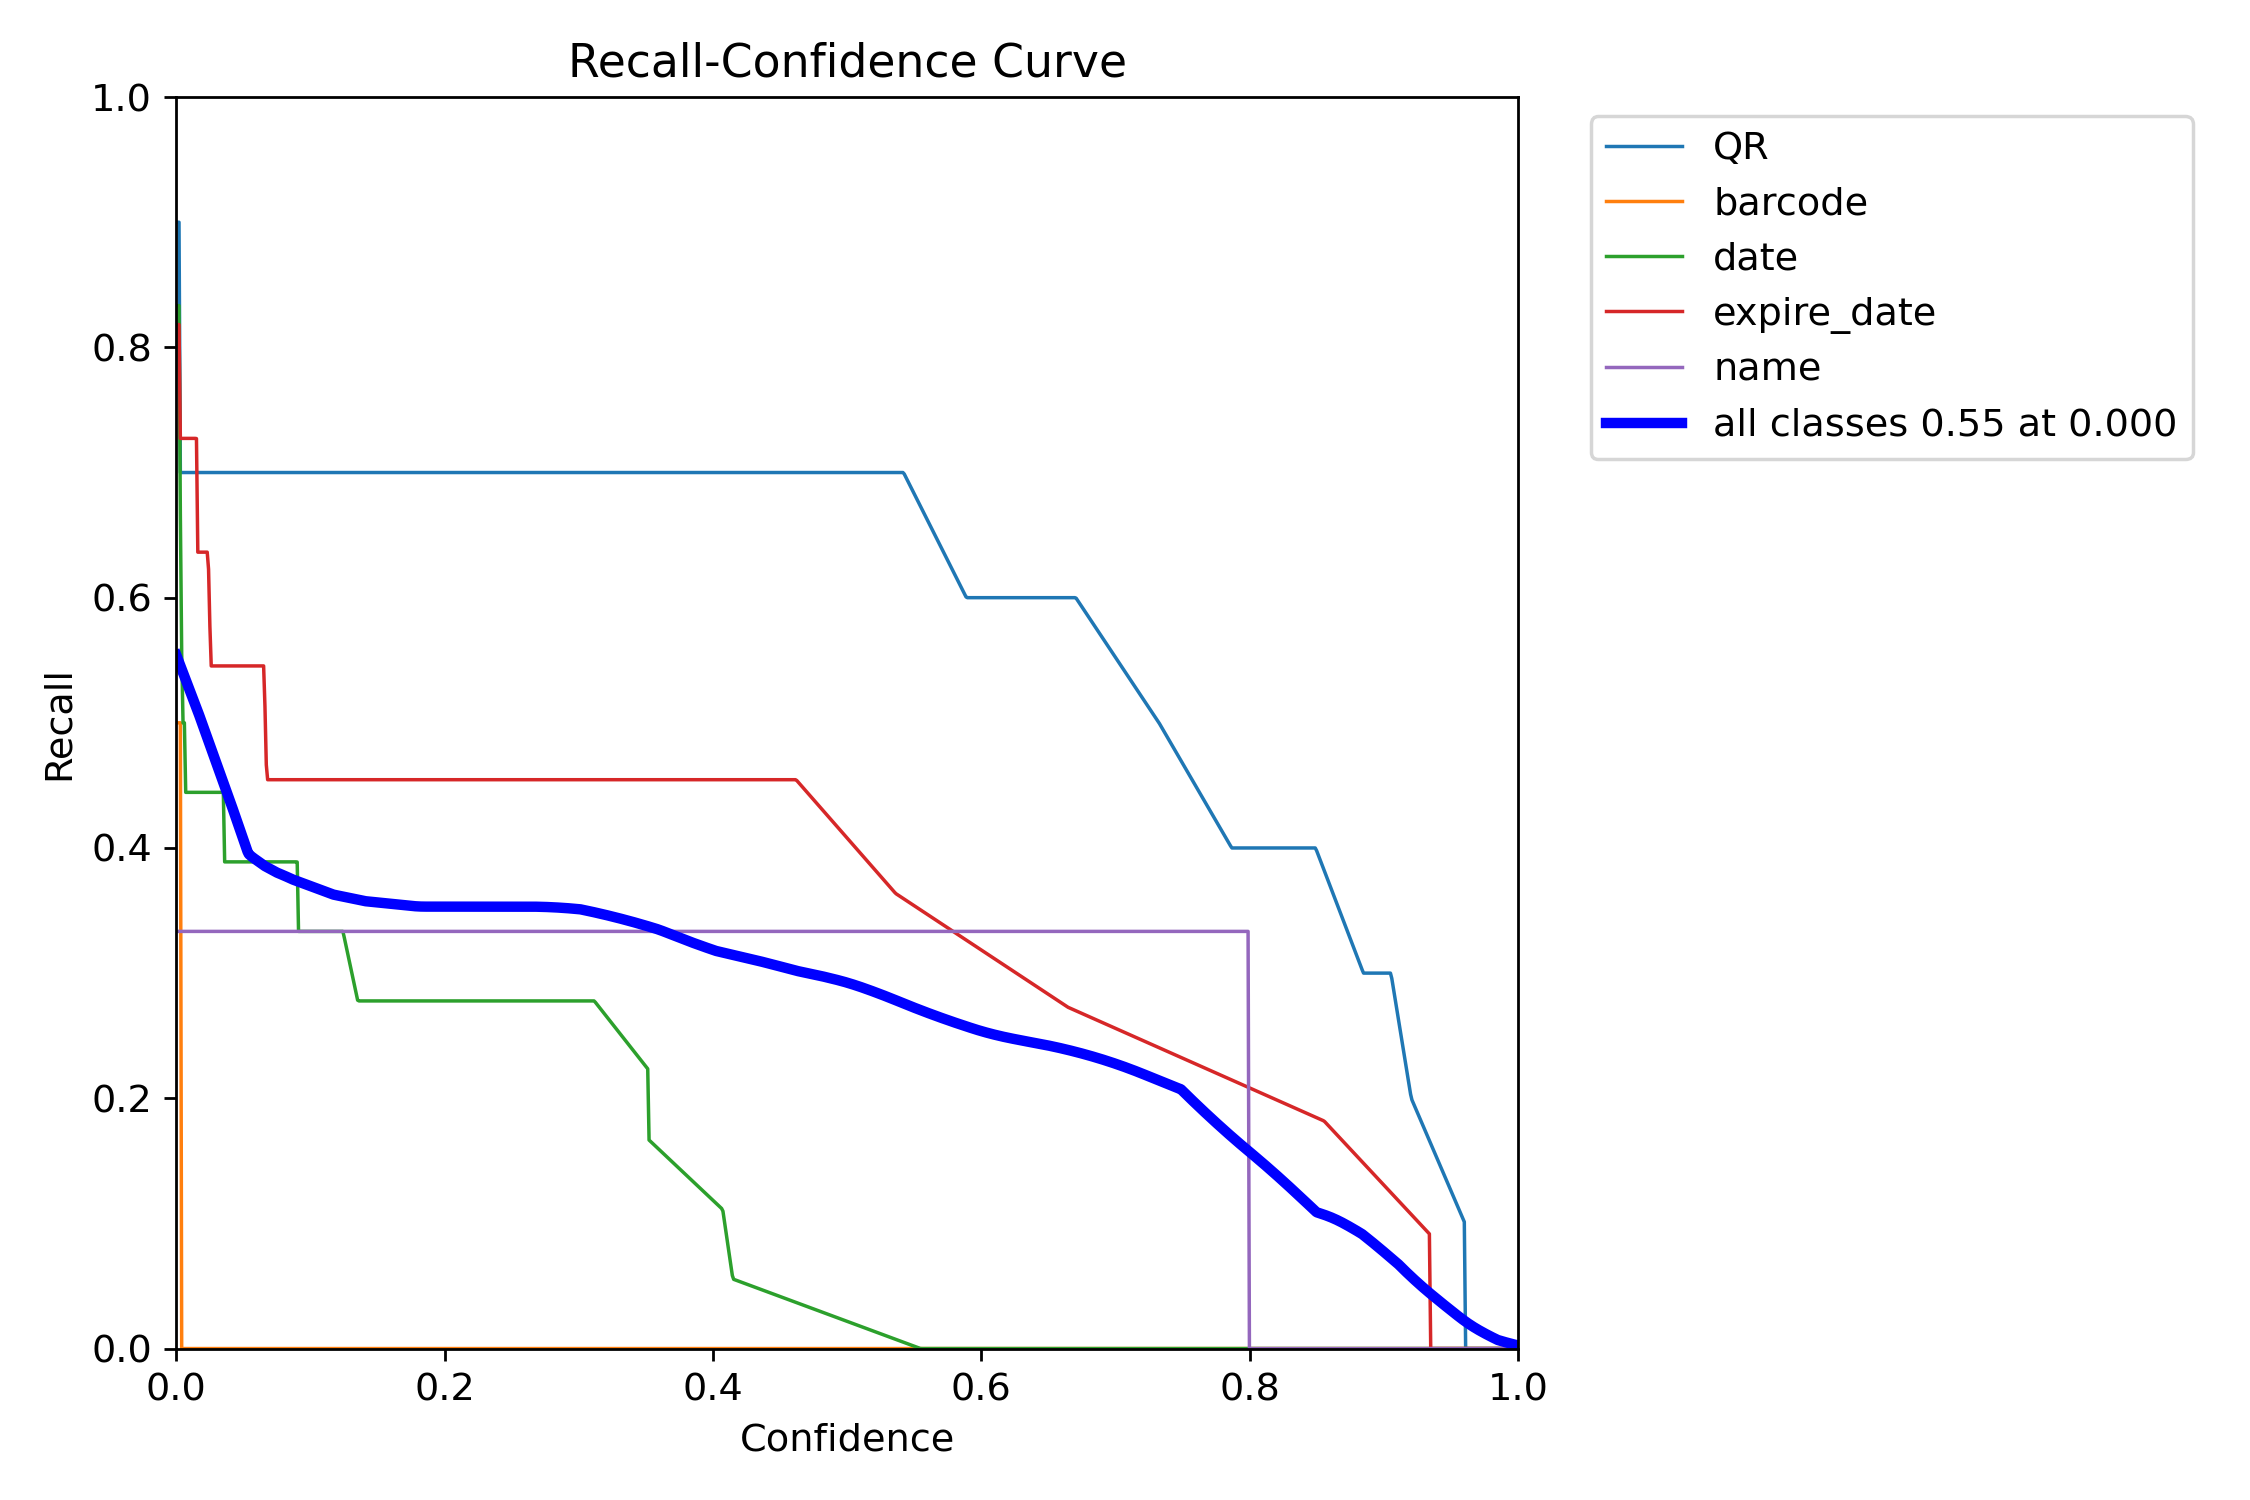 Recall-Confidence Curve
1.0
0.8
0.6
0.4
0.2
0.0
Recall
0.0 0.2 0.4 0.6 0.8 1.0
Confidence
QR
barcode
date
expire_date
name
all classes 0.55 at 0.000